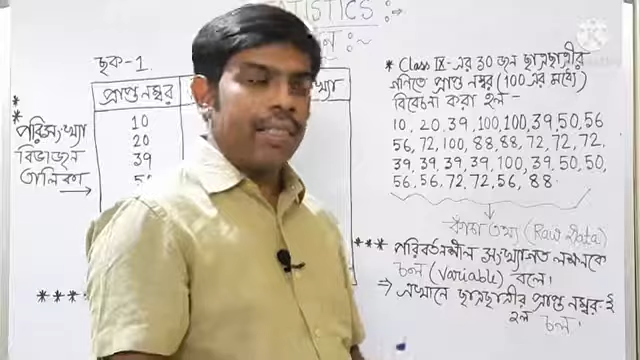 STATISTICS
ছক-1
প্রাপ্ত নম্বর
খ্যা
10
20
39
* পরিসংখ্যা
বিভাজন
তালিকা
* Class IX-এর 30 জন ছাত্রছাত্রীর
গণিতে প্রাপ্ত নম্বর (100 এর মধ্যে)
বিবেচনা করা হল -
10, 20, 39, 100, 100, 39, 50, 56
56, 72, 100, 88, 88, 72, 72, 72,
39, 39, 39, 39, 100, 39, 50, 50,
56, 56, 72, 72, 56, 88
তথ্য (Raw Data)
*** পরিবর্তনশীল সংখ্যাগত লক্ষণকে
চল (Variable) বলে।
⇒ এখানে ছাত্রছাত্রীর প্রাপ্ত নম্বর-ই
হল চল।
****